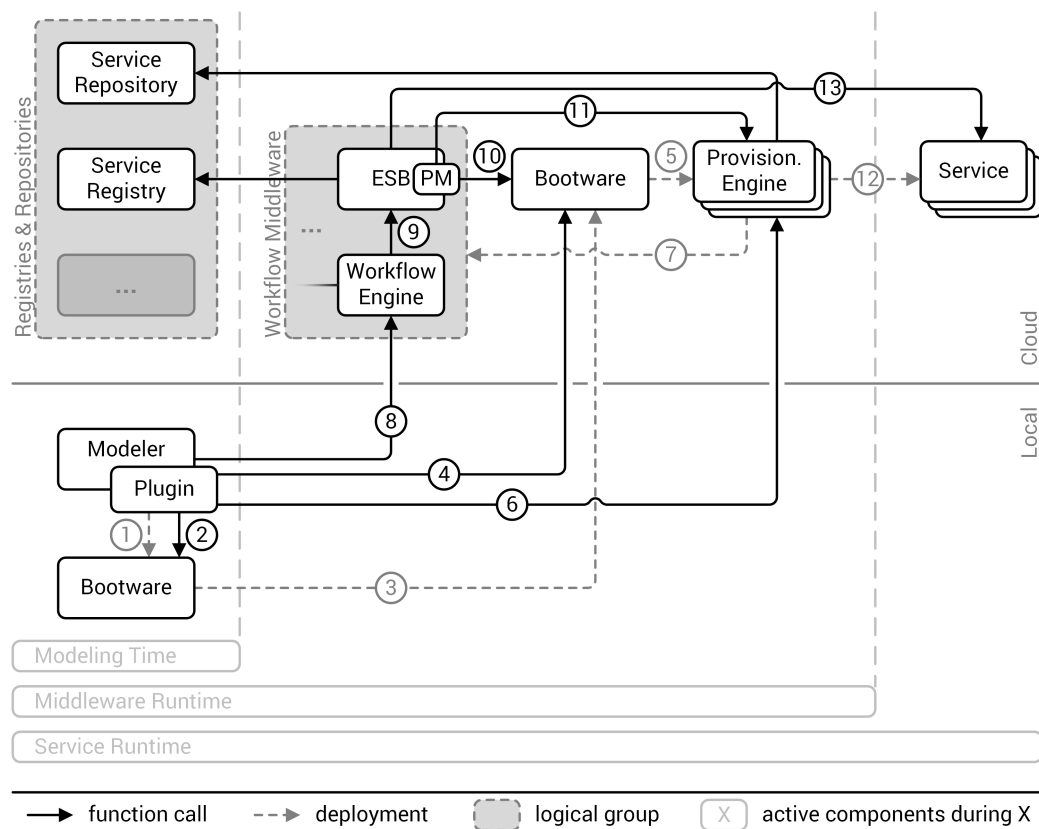 Registries & Repositories
Service
Repository
Service
Registry
...
Workflow Middleware
ESB
PM
...
Workflow
Engine
9
10
11
13
Bootware
5
Provision.
Engine
12
Service
7
Cloud
Local
8
Modeler
Plugin
4
6
1
2
Bootware
3
Modeling Time
Middleware Runtime
Service Runtime
function call
deployment
logical group
X
active components during X